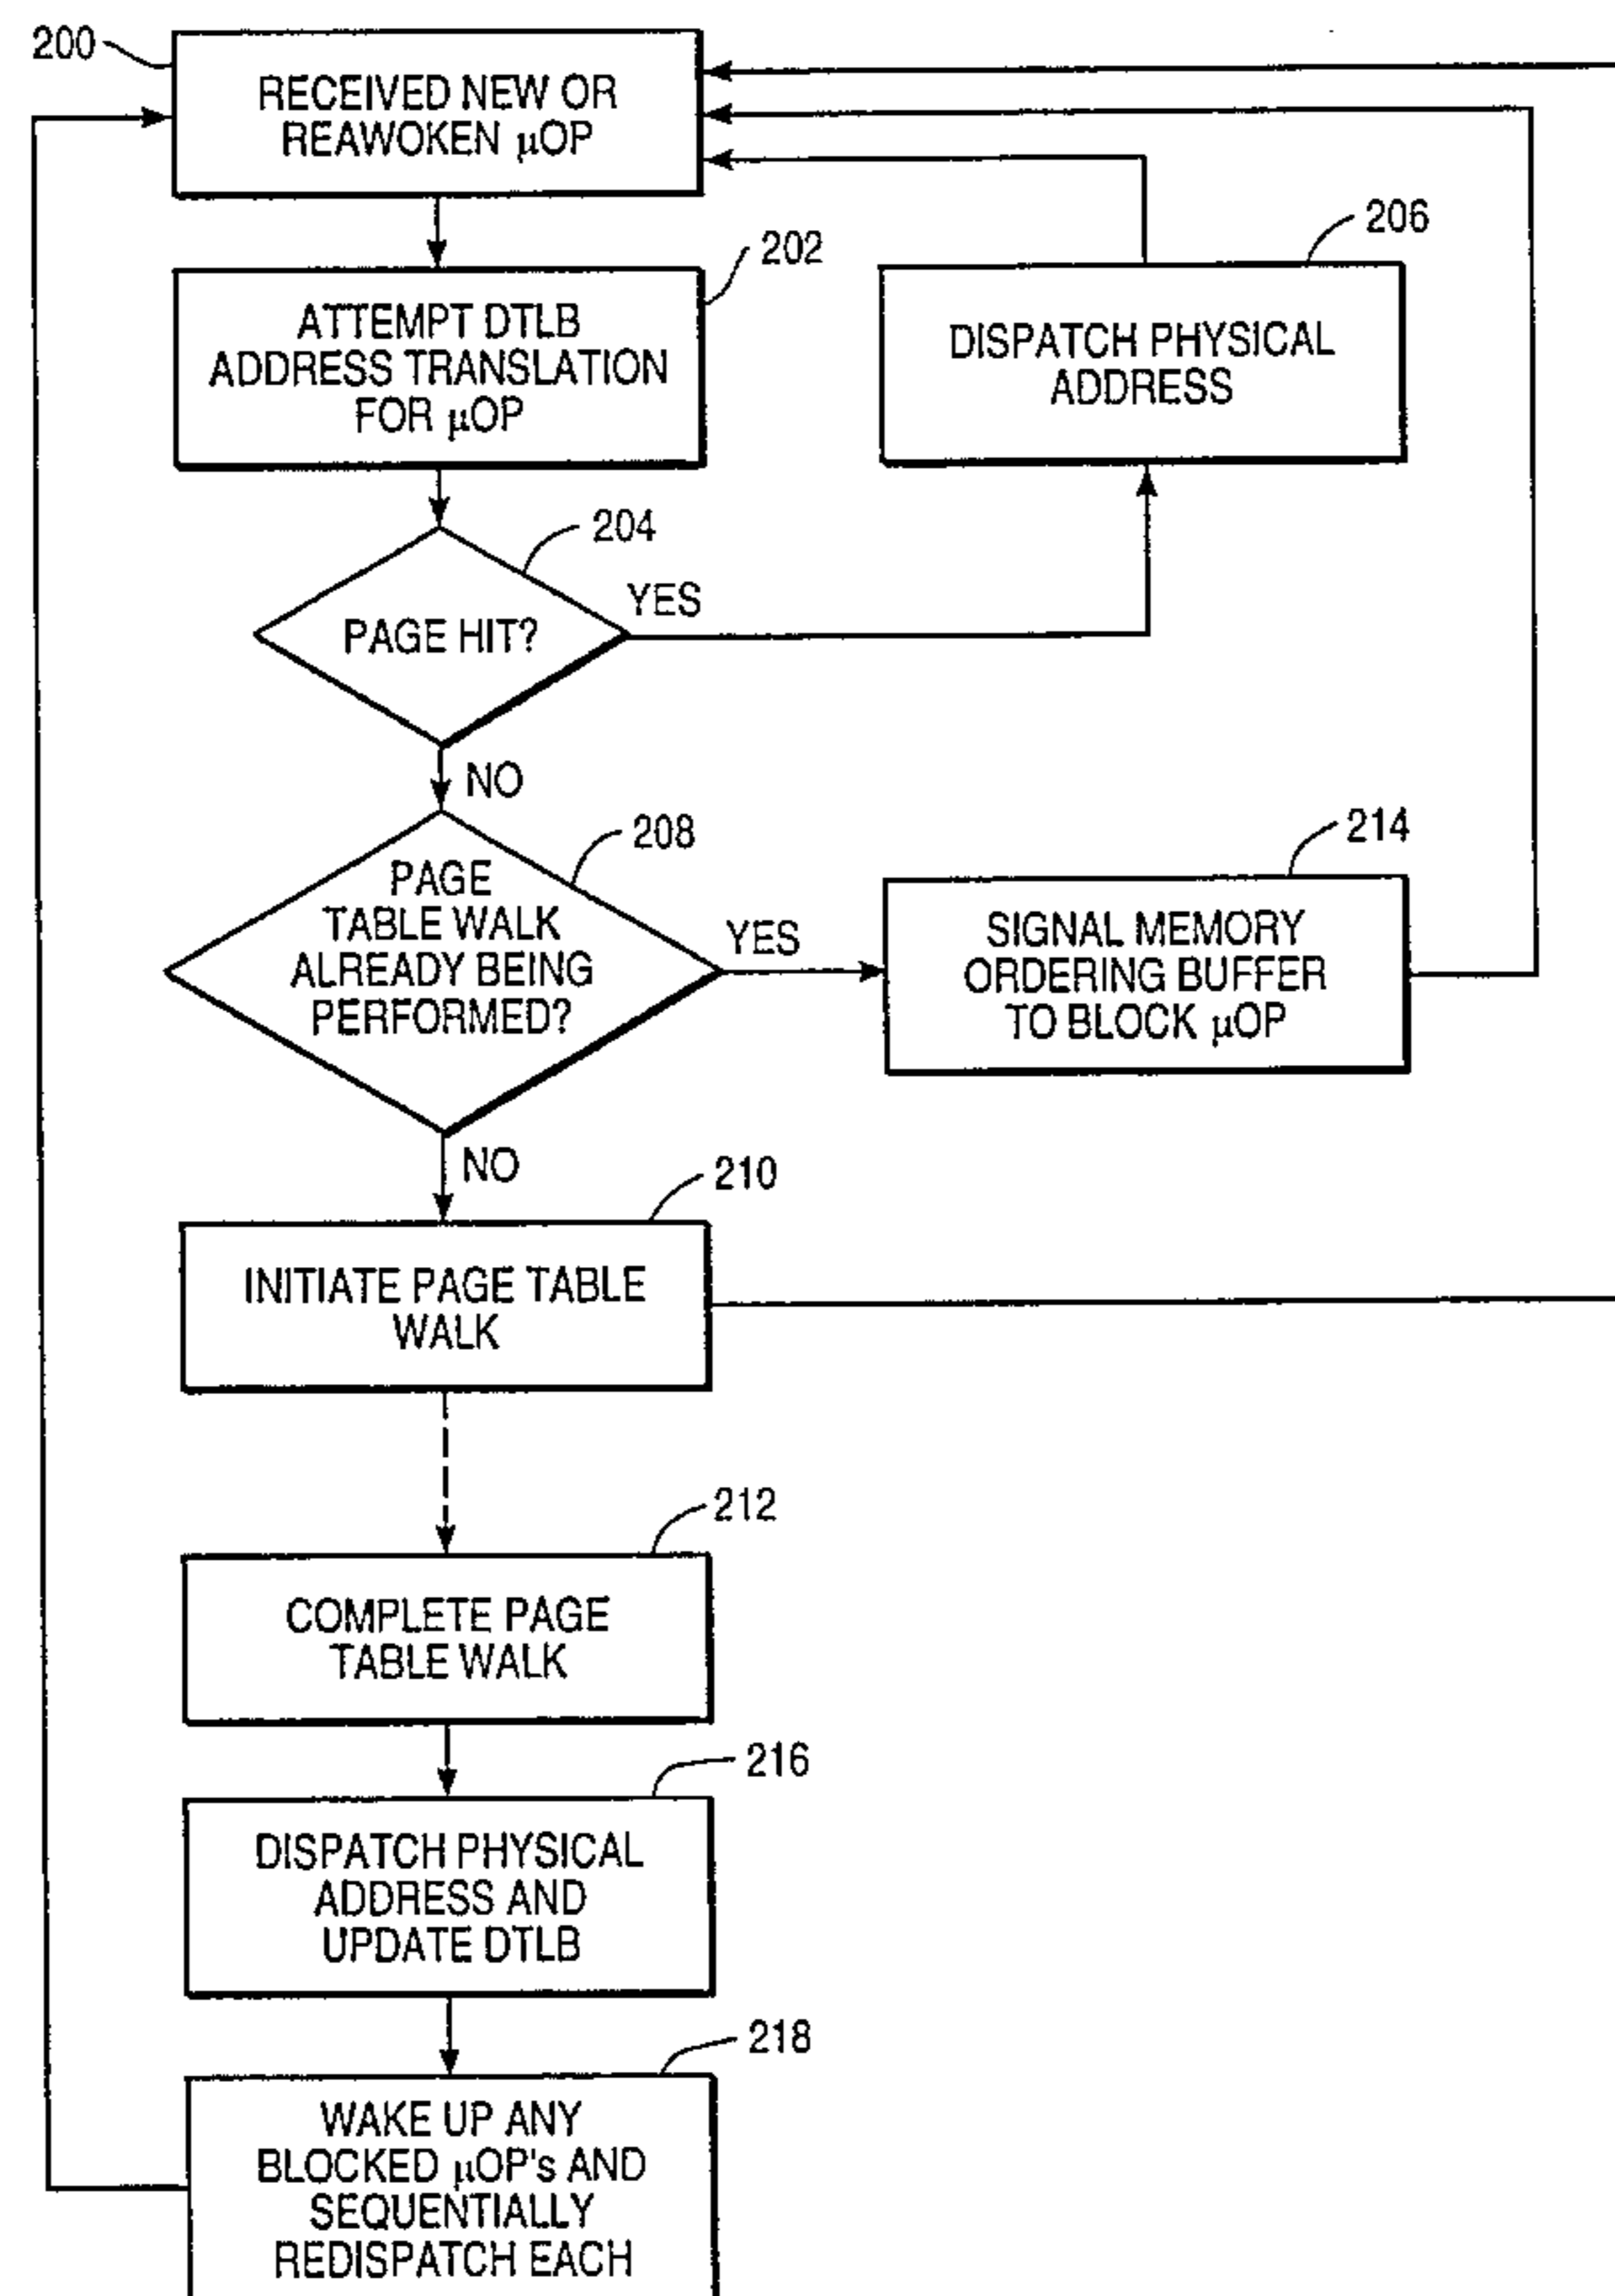 200
RECEIVED NEW OR
REAWOKEN µOP
202
ATTEMPT DTLB
ADDRESS TRANSLATION
FOR µOP
206
DISPATCH PHYSICAL
ADDRESS
204
PAGE HIT?
YES
NO
208
PAGE
TABLE WALK
ALREADY BEING
PERFORMED?
YES
214
SIGNAL MEMORY
ORDERING BUFFER
TO BLOCK µOP
NO
210
INITIATE PAGE TABLE
WALK
212
COMPLETE PAGE
TABLE WALK
216
DISPATCH PHYSICAL
ADDRESS AND
UPDATE DTLB
218
WAKE UP ANY
BLOCKED µOP's AND
SEQUENTIALLY
REDISPATCH EACH